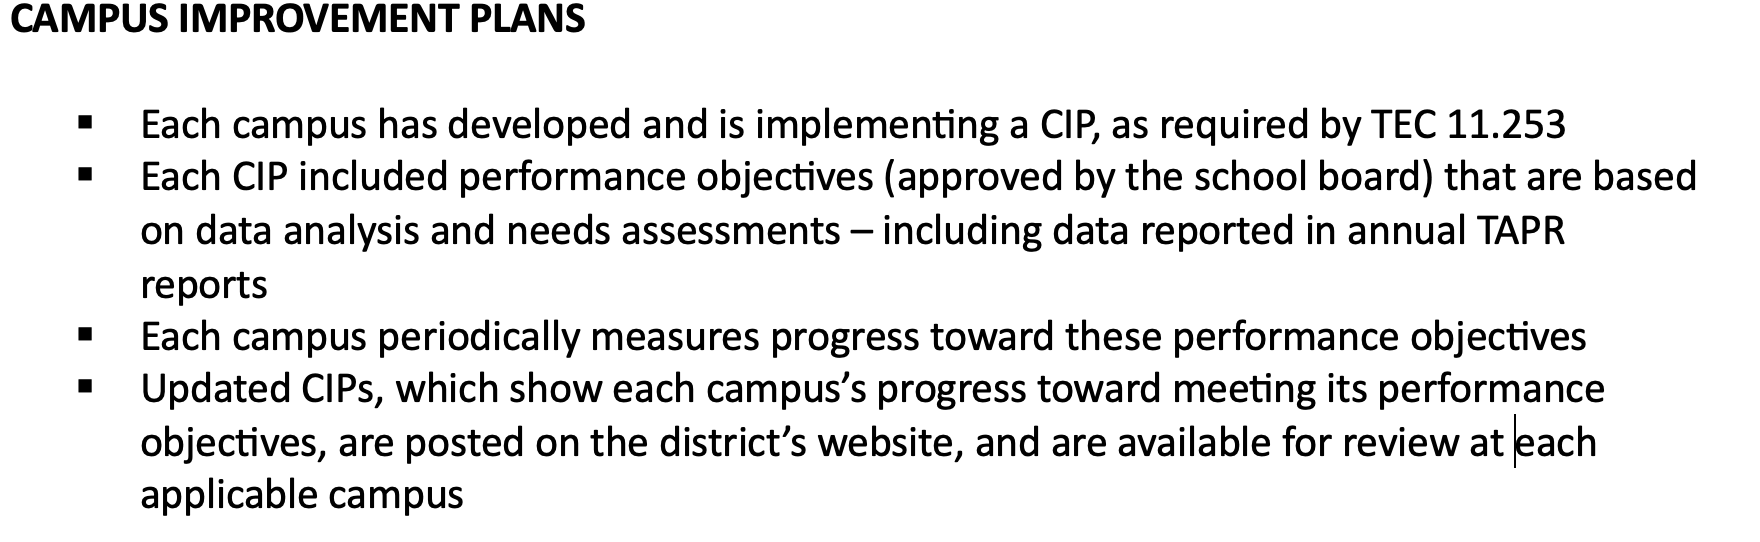 CAMPUS IMPROVEMENT PLANS
▪ Each campus has developed and is implementing a CIP, as required by TEC 11.253
▪ Each CIP included performance objectives (approved by the school board) that are based
on data analysis and needs assessments – including data reported in annual TAPR
reports
▪ Each campus periodically measures progress toward these performance objectives
▪ Updated CIPs, which show each campus’s progress toward meeting its performance
objectives, are posted on the district’s website, and are available for review at each
applicable campus